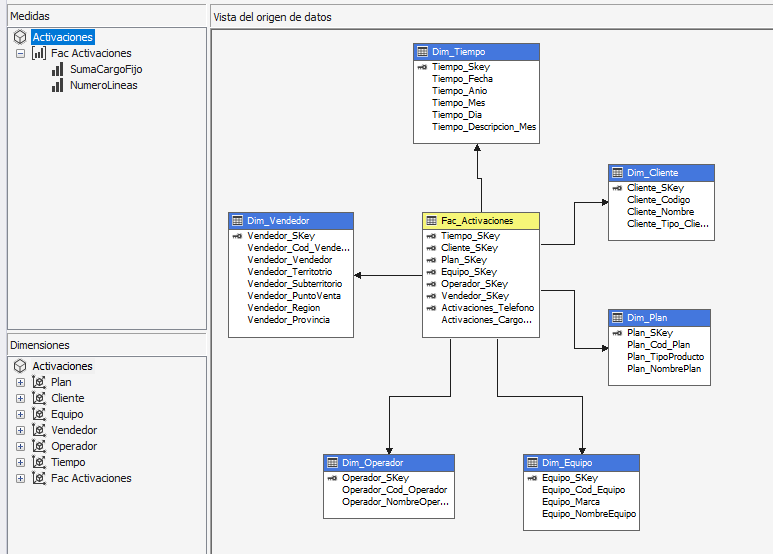 Medidas
Activaciones
Fac Activaciones
SumaCargoFijo
NumeroLineas
Dimensiones
Activaciones
Plan
Cliente
Equipo
Vendedor
Operador
Tiempo
Fac Activaciones
Vista del origen de datos
Dim_Tiempo
Tiempo_Skey
Tiempo_Fecha
Tiempo_Anio
Tiempo_Mes
Tiempo_Dia
Tiempo_Descripcion_Mes
Dim_Cliente
Cliente_SKey
Cliente_Codigo
Cliente_Nombre
Cliente_Tipo_Clie...
Dim_Vendedor
Vendedor_SKey
Vendedor_Cod_Vende...
Vendedor_Vendedor
Vendedor_Territotrio
Vendedor_Subterritorio
Vendedor_PuntoVenta
Vendedor_Region
Vendedor_Provincia
Fac_Activaciones
Tiempo_SKey
Cliente_SKey
Plan_SKey
Equipo_SKey
Operador_SKey
Vendedor_SKey
Activaciones_Telefono
Activaciones_Cargo...
Dim_Plan
Plan_SKey
Plan_Cod_Plan
Plan_TipoProducto
Plan_NombrePlan
Dim_Operador
Operador_SKey
Operador_Cod_Operador
Operador_NombreOper...
Dim_Equipo
Equipo_SKey
Equipo_Cod_Equipo
Equipo_Marca
Equipo_NombreEquipo